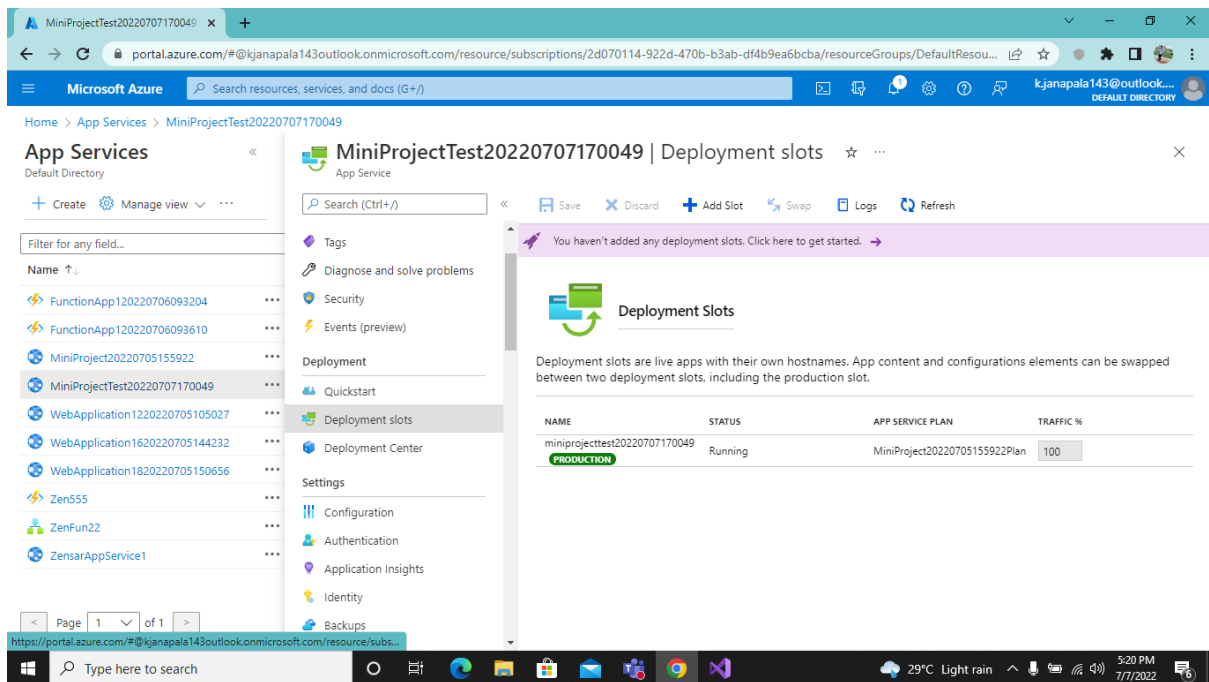 MiniProjectTest20220707170049
portal.azure.com/#@kjanapala143outlook.onmicrosoft.com/resource/subscriptions/2d070114-922d-470b-b3ab-df4b9ea6bcba/resourceGroups/DefaultResou...
Microsoft Azure
Search resources, services, and docs (G+/)
1
k.janapala143@outlook....
DEFAULT DIRECTORY
Home > App Services > MiniProjectTest20220707170049
App Services
Default Directory
Create
Manage view
Filter for any field...
Name ↑↓
FunctionApp120220706093204
FunctionApp120220706093610
MiniProject20220705155922
MiniProjectTest20220707170049
WebApplication1220220705105027
WebApplication1620220705144232
WebApplication1820220705150656
Zen555
ZenFun22
ZensarAppService1
< Page 1 of 1 >
https://portal.azure.com/#@kjanapala143outlook.onmicrosoft.com/resource/subs...
MiniProjectTest20220707170049 | Deployment slots
App Service
Search (Ctrl+/)
Tags
Diagnose and solve problems
Security
Events (preview)
Deployment
Quickstart
Deployment slots
Deployment Center
Settings
Configuration
Authentication
Application Insights
Identity
Backups
Save
Discard
Add Slot
Swap
Logs
Refresh
You haven't added any deployment slots. Click here to get started. →
Deployment Slots
Deployment slots are live apps with their own hostnames. App content and configurations elements can be swapped
between two deployment slots, including the production slot.
NAME STATUS APP SERVICE PLAN TRAFFIC %
miniprojecttest20220707170049 Running MiniProject20220705155922Plan 100
PRODUCTION
Type here to search
29°C Light rain
5:20 PM
7/7/2022
6